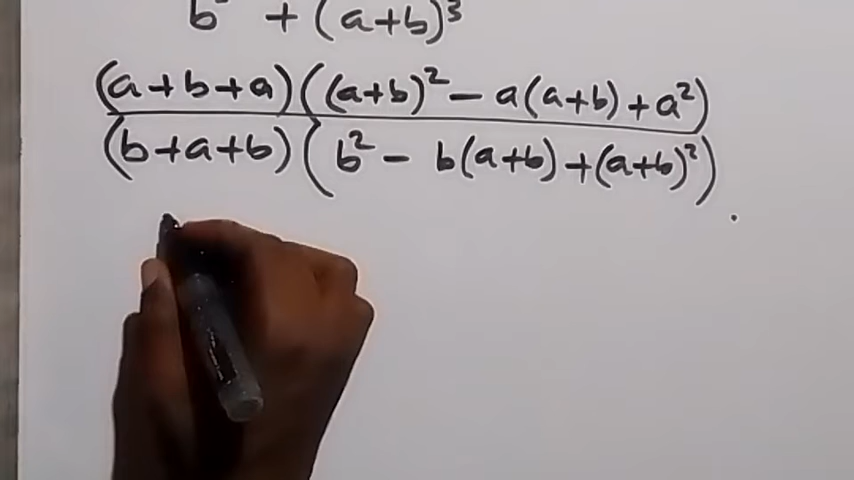 b + (a+b)³
(a+b+a)((a+b)² - a(a+b)+a²)
(b+a+b)(b² - b(a+b)+(a+b)²)